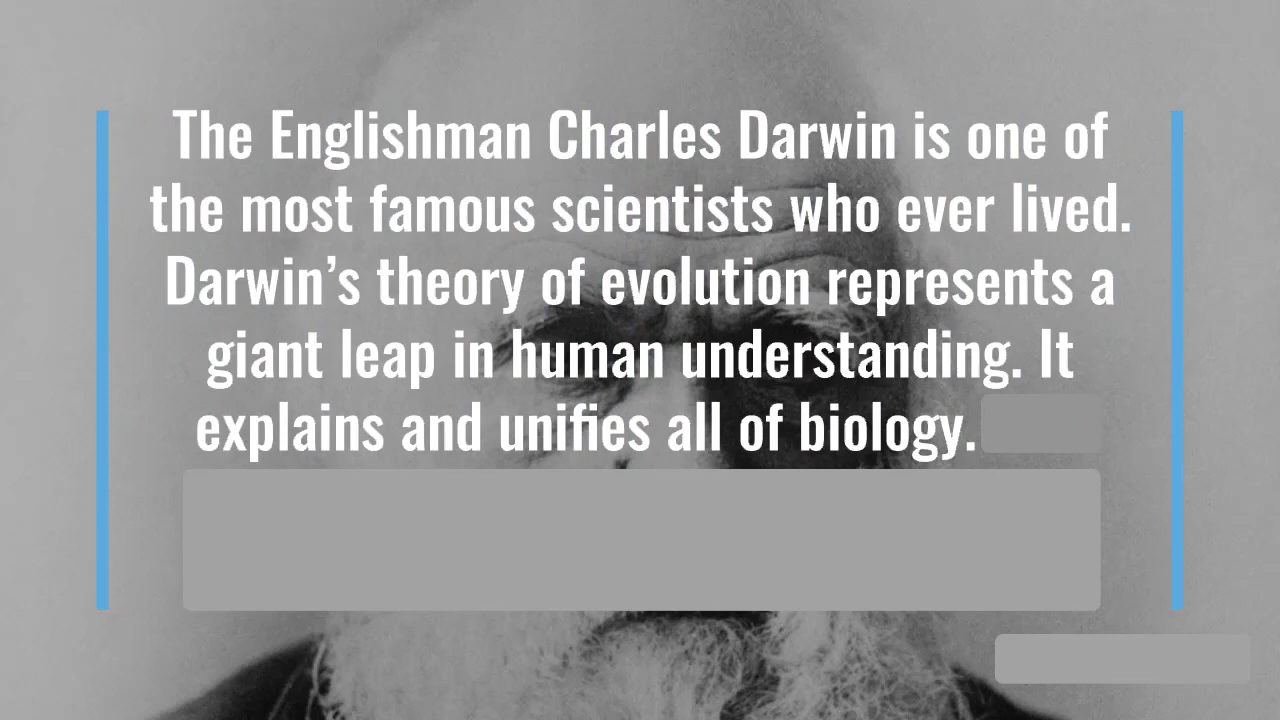 The Englishman Charles Darwin is one of
the most famous scientists who ever lived.
Darwin’s theory of evolution represents a
giant leap in human understanding. It
explains and unifies all of biology.